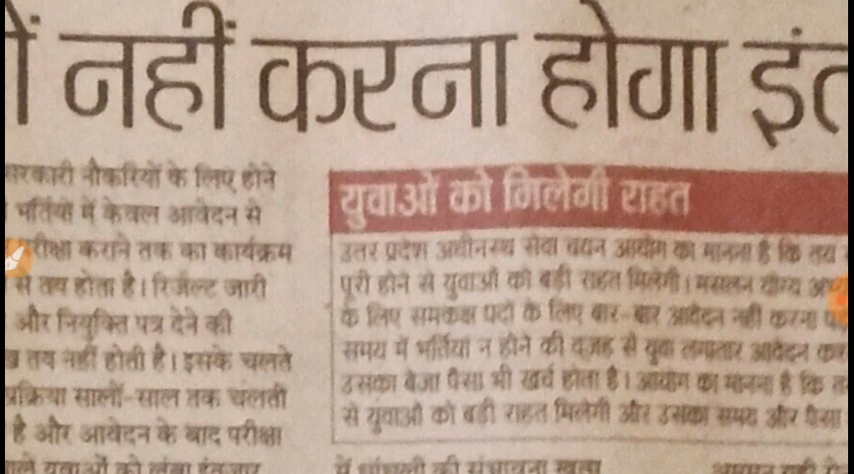 ें नहीं करना होगा इंत
सरकारी नौकरियों के लिए होने
भर्तियों में केवल आवेदन से
रीक्षा कराने तक का कार्यक्रम
से तय होता है। रिजल्ट जारी
और नियुक्ति पत्र देने की
तय नहीं होती है। इसके चलते
प्रक्रिया सालों-साल तक चलती
है और आवेदन के बाद परीक्षा
वाले युवाओं को लंबा इंतजार
युवाओं को मिलेगी राहत
उत्तर प्रदेश अधीनस्थ सेवा चयन आयोग का मानना है कि तय
पूरी होने से युवाओं को बड़ी राहत मिलेगी। मसलन योग्य
के लिए समकक्ष पदों के लिए बार-बार आवेदन नहीं करना
समय में भर्तियां न होने की वजह से युवा लगातार आवेदन
उसका बेजा पैसा भी खर्च होता है। आयोग का मानना है कि
से युवाओं को बड़ी राहत मिलेगी और उसका समय और पैसा
में धांधली की संभावना